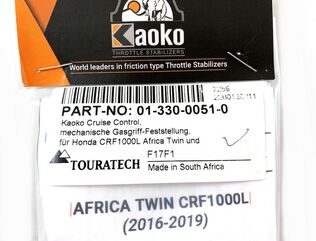 Kaoko
THROTTLE STABILIZERS
World leaders in friction type Throttle Stabilizers
PART-NO: 01-330-0051-0
Kaoko Cruise Control,
mechanische Gasgriff-Feststellung,
für Honda CRF1000L Africa Twin und
F17F1
TOURATECH
Made in South Africa
AFRICA TWIN CRF1000L
(2016-2019)